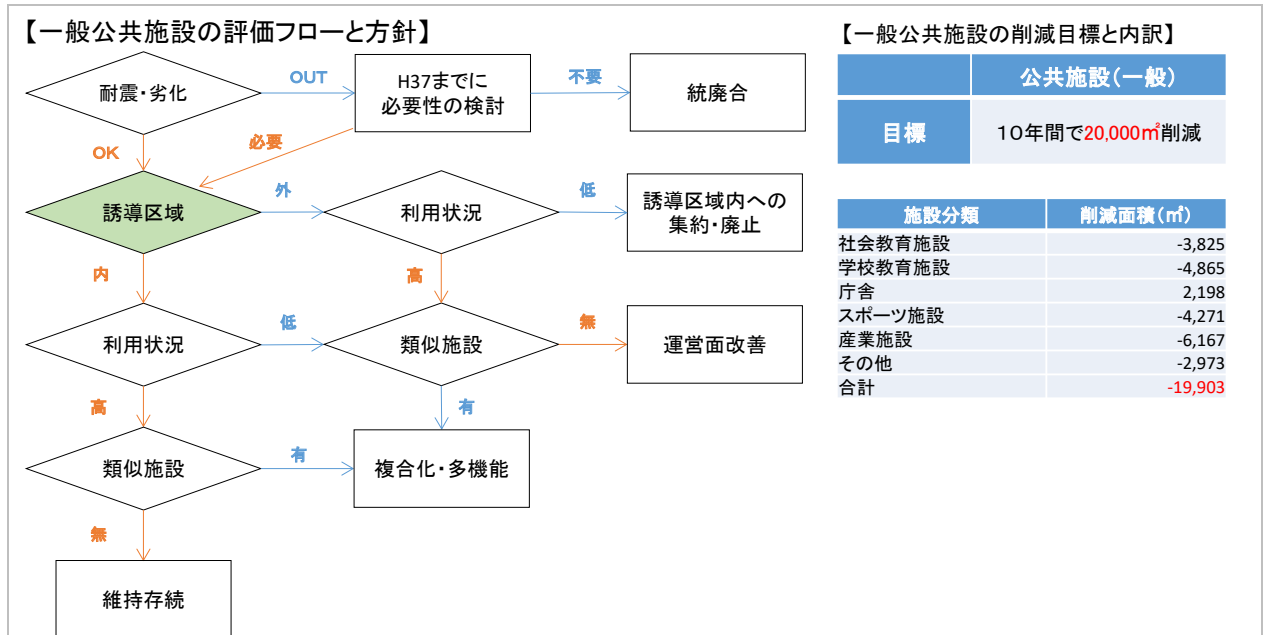 【一般公共施設の評価フローと方針】
耐震・劣化
OUT
H37までに
必要性の検討
不要
統廃合
OK
必要
誘導区域
外
利用状況
低
誘導区域内への
集約・廃止
内
高
利用状況
低
類似施設
無
運営面改善
高
有
類似施設
有
複合化・多機能
無
維持存続
【一般公共施設の削減目標と内訳】
公共施設(一般)
目標 10年間で20,000㎡削減
施設分類 削減面積(㎡)
社会教育施設 -3,825
学校教育施設 -4,865
庁舎 2,198
スポーツ施設 -4,271
産業施設 -6,167
その他 -2,973
合計 -19,903